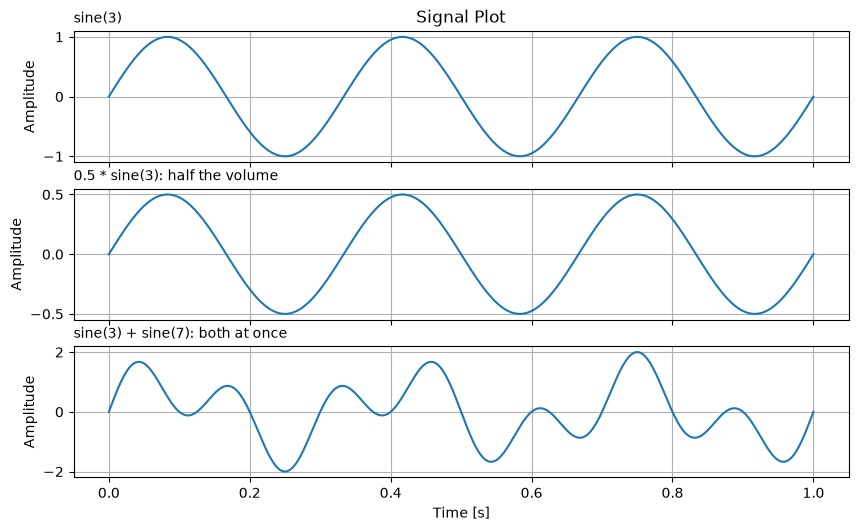 sine(3)
Signal Plot
1
0
−1
Amplitude
0.5 * sine(3): half the volume
0.5
0.0
−0.5
Amplitude
sine(3) + sine(7): both at once
2
0
−2
Amplitude
0.0 0.2 0.4 0.6 0.8 1.0
Time [s]